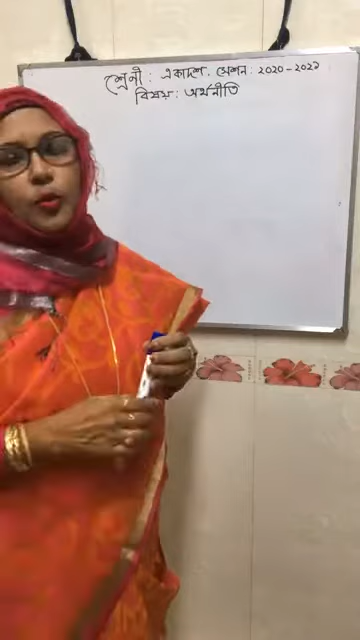 শ্রেনী : একাদশ. সেশন : ২০২০-২০২১
বিষয় : অর্থনীতি